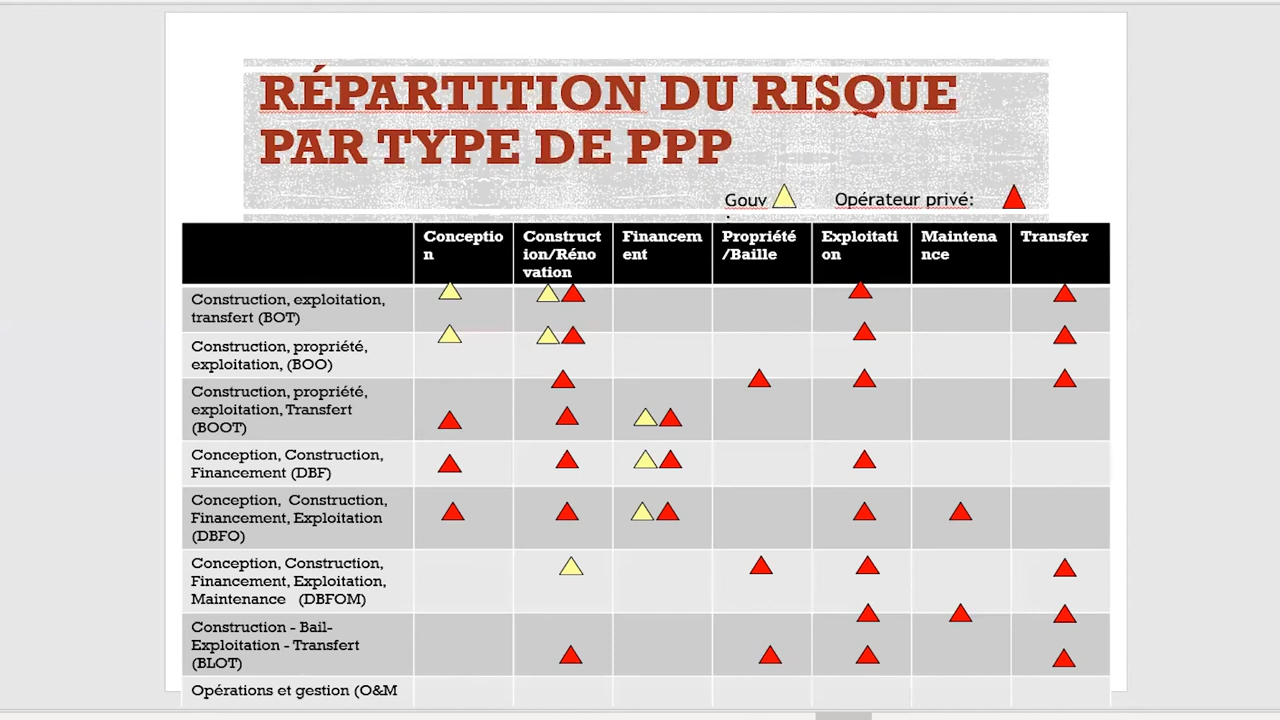 RÉPARTITION DU RISQUE
PAR TYPE DE PPP
Gouv Opérateur privé:
.
Conceptio
n
Construct
ion/Réno
vation
Financem
ent
Propriété
/Baille
Exploitati
on
Maintena
nce
Transfer
Construction, exploitation,
transfert (BOT)
Construction, propriété,
exploitation, (BOO)
Construction, propriété,
exploitation, Transfert
(BOOT)
Conception, Construction,
Financement (DBF)
Conception, Construction,
Financement, Exploitation
(DBFO)
Conception, Construction,
Financement, Exploitation,
Maintenance (DBFOM)
Construction - Bail-
Exploitation - Transfert
(BLOT)
Opérations et gestion (O&M